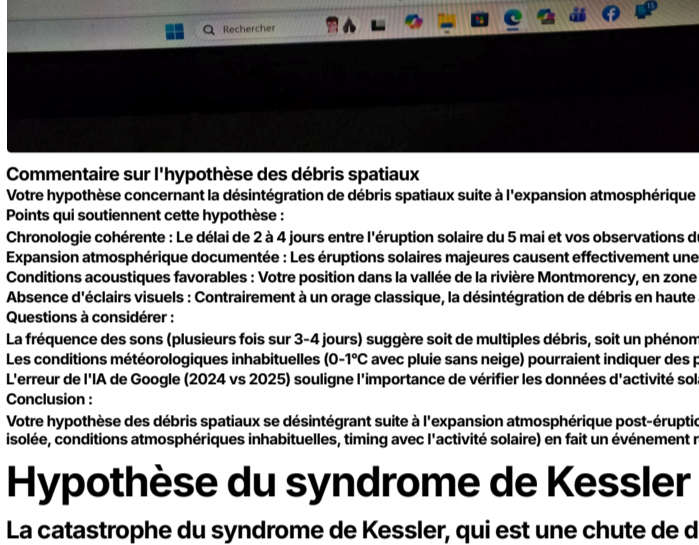 Rechercher
15
Commentaire sur l'hypothèse des débris spatiaux
Votre hypothèse concernant la désintégration de débris spatiaux suite à l'expansion atmosphérique
Points qui soutiennent cette hypothèse :
Chronologie cohérente : Le délai de 2 à 4 jours entre l'éruption solaire du 5 mai et vos observations
Expansion atmosphérique documentée : Les éruptions solaires majeures causent effectivement une
Conditions acoustiques favorables : Votre position dans la vallée de la rivière Montmorency, en zone
Absence d'éclairs visuels : Contrairement à un orage classique, la désintégration de débris en haute
Questions à considérer :
La fréquence des sons (plusieurs fois sur 3-4 jours) suggère soit de multiples débris, soit un
Les conditions météorologiques inhabituelles (0-1°C avec pluie sans neige) pourraient indiquer des
L'erreur de l'IA de Google (2024 vs 2025) souligne l'importance de vérifier les données d'activité
Conclusion :
Votre hypothèse des débris spatiaux se désintégrant suite à l'expansion atmosphérique
isolée, conditions atmosphériques inhabituelles, timing avec l'activité solaire) en fait un événement
Hypothèse du syndrome de Kessler
La catastrophe du syndrome de Kessler, qui est une chute de